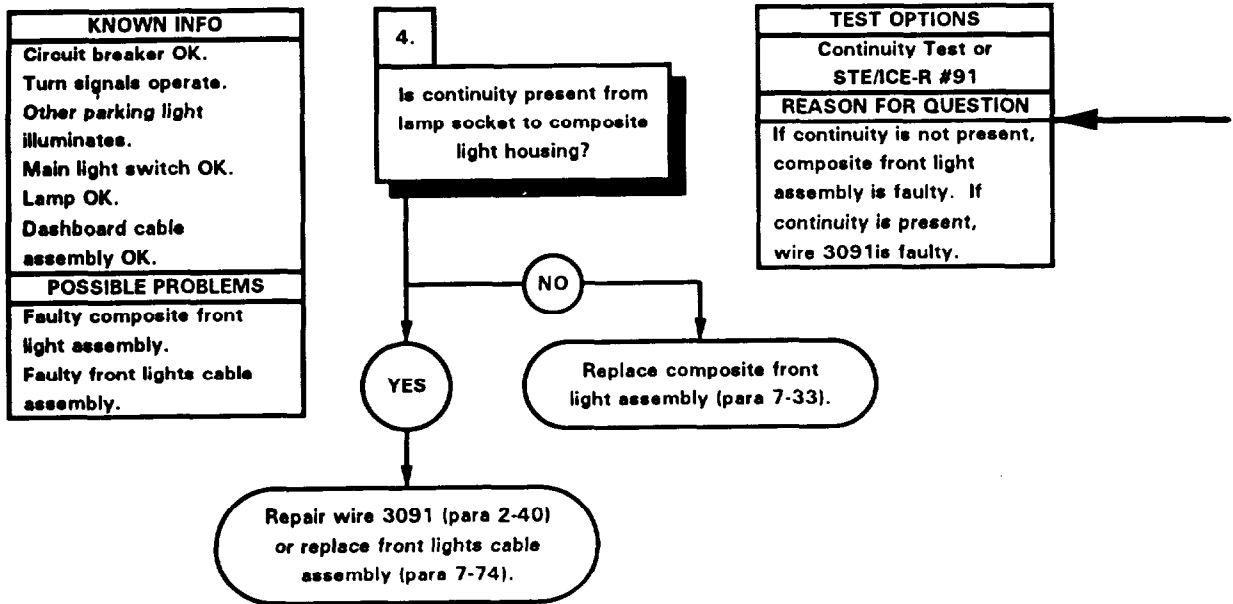 KNOWN INFO
Circuit breaker OK.
Turn signals operate.
Other parking light
illuminates.
Main light switch OK.
Lamp OK.
Dashboard cable
assembly OK.
POSSIBLE PROBLEMS
Faulty composite front
light assembly.
Faulty front lights cable
assembly.
4.
Is continuity present from
lamp socket to composite
light housing?
TEST OPTIONS
Continuity Test or
STE/ICE-R #91
REASON FOR QUESTION
If continuity is not present,
composite front light
assembly is faulty. If
continuity is present,
wire 3091is faulty.
NO
YES
Replace composite front
light assembly (para 7-33).
Repair wire 3091 (para 2-40)
or replace front lights cable
assembly (para 7-74).